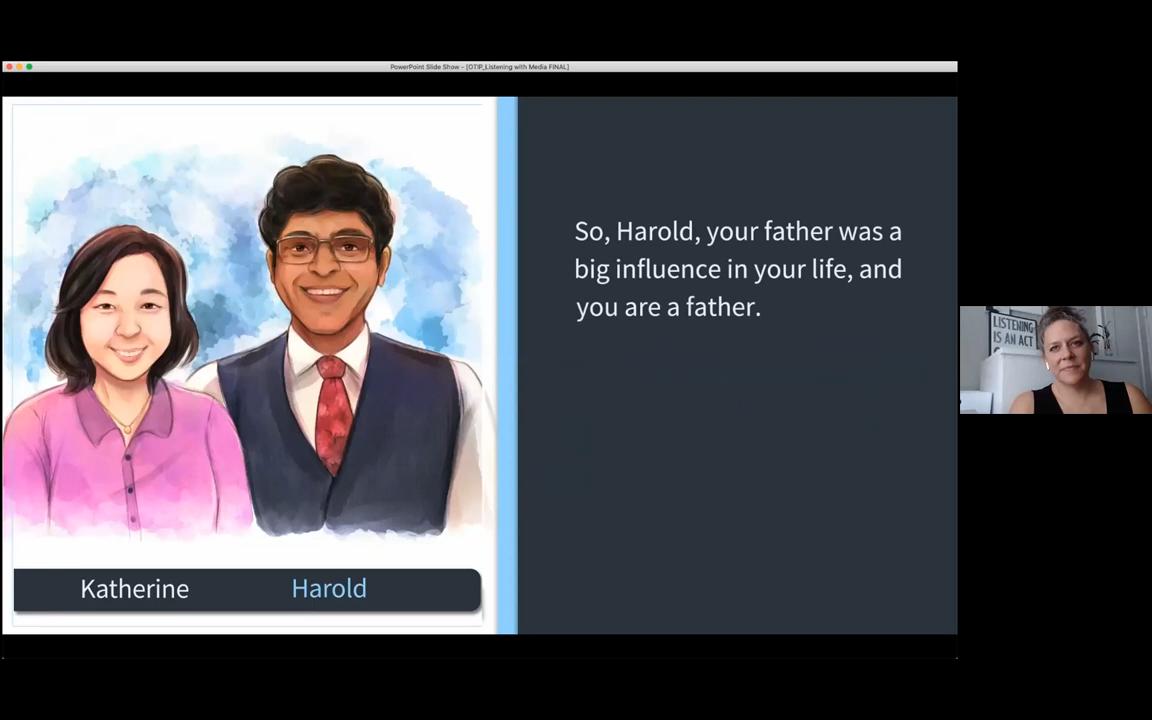 PowerPoint Slide Show - [OTIP_Listening with Media FINAL]
So, Harold, your father was a
big influence in your life, and
you are a father.
LISTENING
IS AN ACT
Katherine
Harold